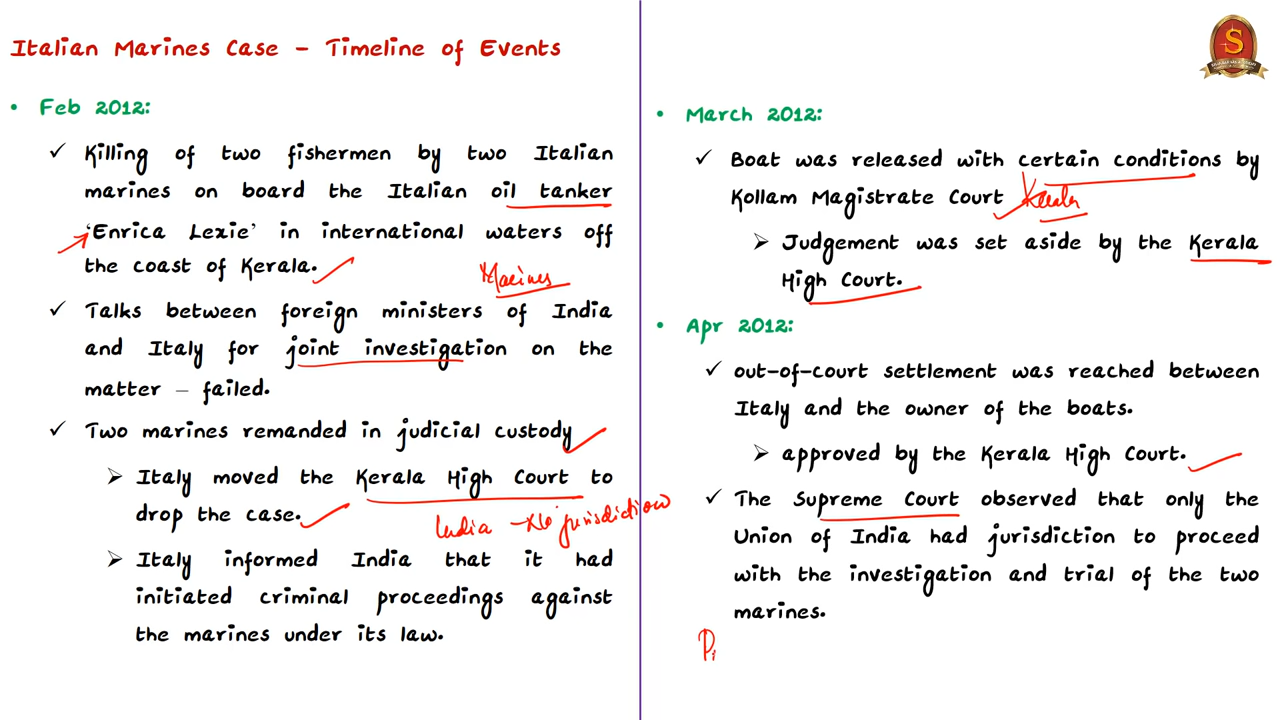 Italian Marines Case – Timeline of Events
• Feb 2012:
✓ Killing of two fishermen by two Italian
marines on board the Italian oil tanker
'Enrica Lexie' in international waters off
the coast of Kerala.
Marines
✓ Talks between foreign ministers of India
and Italy for joint investigation on the
matter – failed.
✓ Two marines remanded in judicial custody
➢ Italy moved the Kerala High Court to
drop the case.
India - No jurisdiction
➢ Italy informed India that it had
initiated criminal proceedings against
the marines under its law.
• March 2012:
✓ Boat was released with certain conditions by
Kollam Magistrate Court Kerala
➢ Judgement was set aside by the Kerala
High Court.
• Apr 2012:
✓ out-of-court settlement was reached between
Italy and the owner of the boats.
➢ approved by the Kerala High Court.
✓ The Supreme Court observed that only the
Union of India had jurisdiction to proceed
with the investigation and trial of the two
marines.
Pi
S